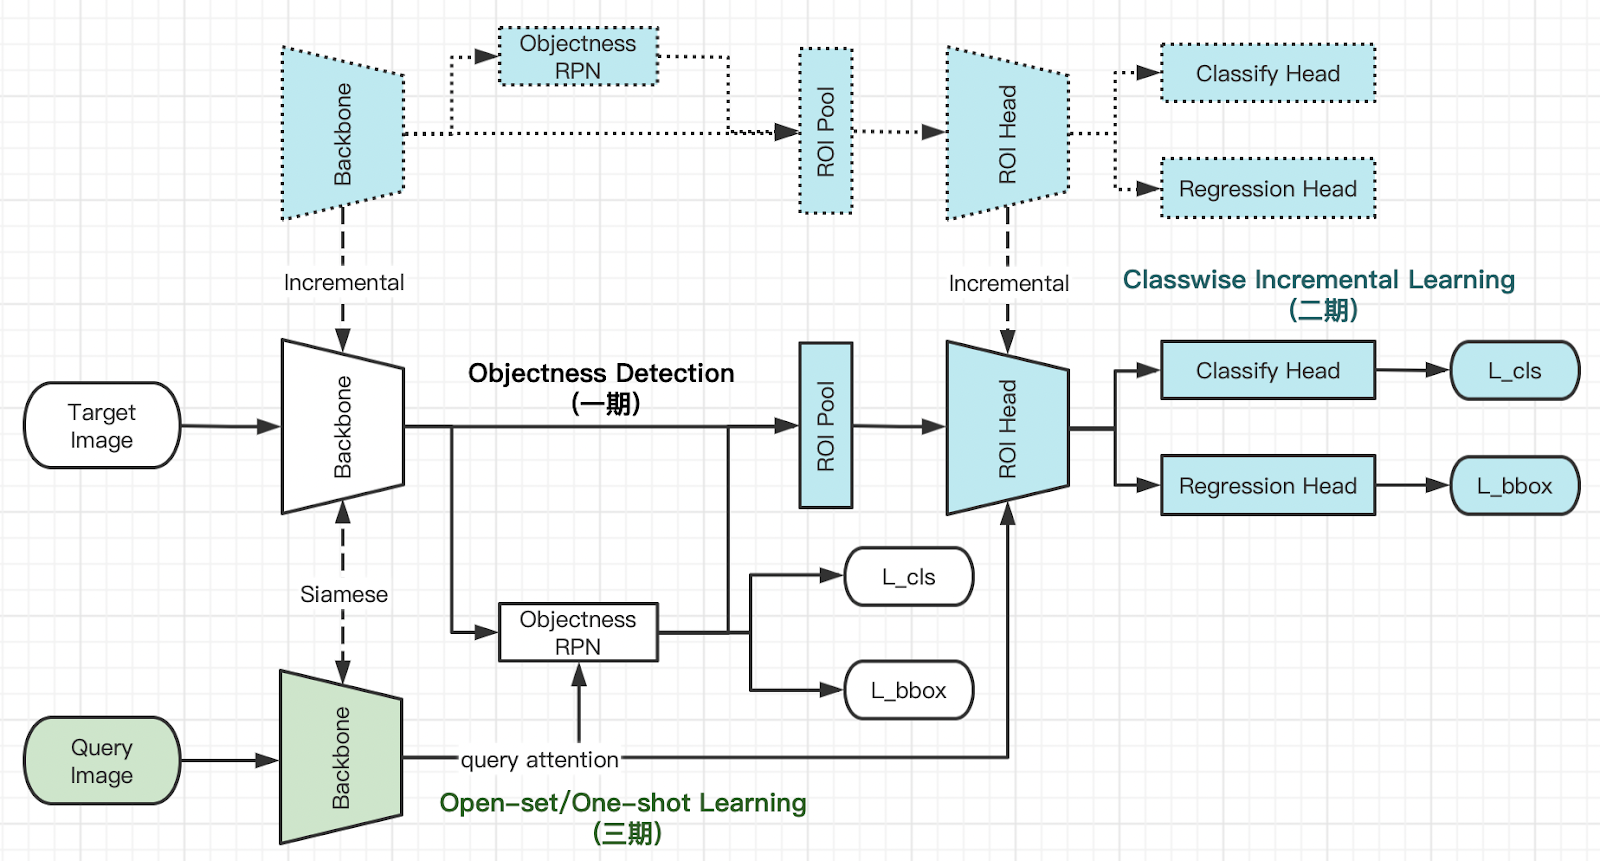 Objectness
RPN
Backbone
ROI Pool
ROI Head
Classify Head
Regression Head
Incremental
Incremental
Classwise Incremental Learning
(二期)
Target
Image
Backbone
Objectness Detection
(一期)
ROI Pool
ROI Head
Classify Head
L_cls
Regression Head
L_bbox
Siamese
Objectness
RPN
L_cls
L_bbox
Query
Image
Backbone
query attention
Open-set/One-shot Learning
(三期)